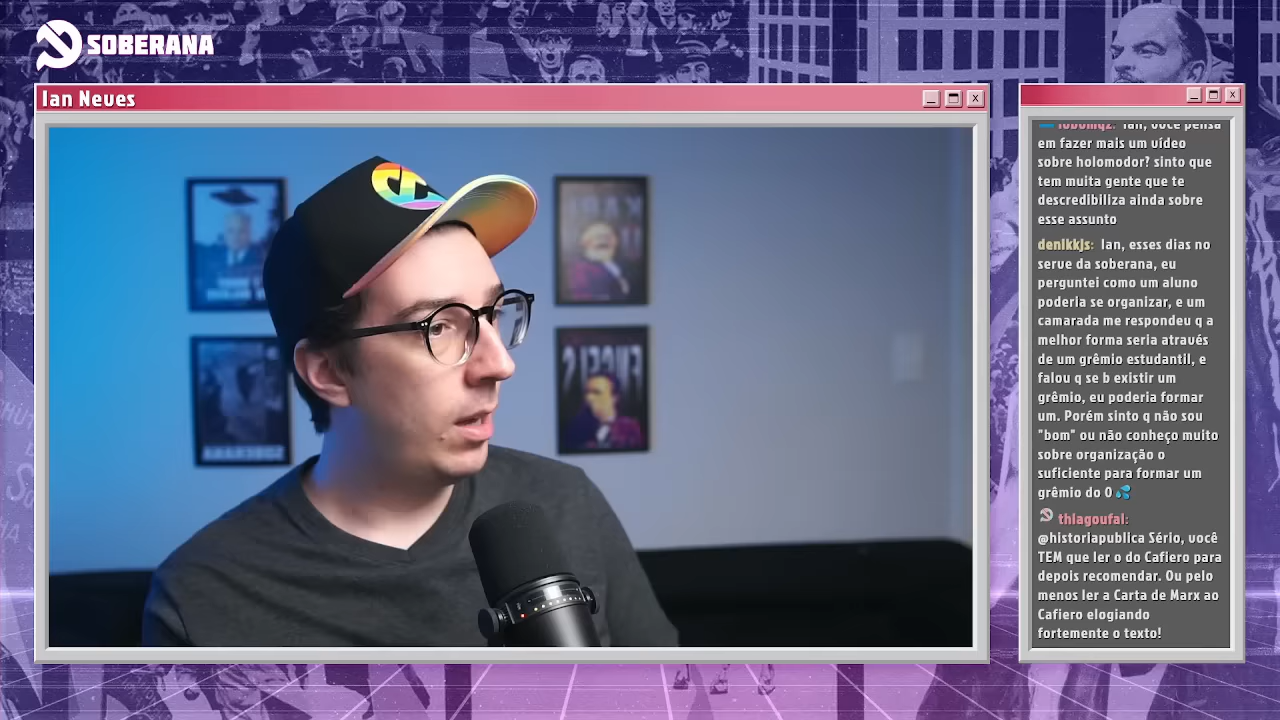 SOBERANA
Ian Neves
em fazer mais um vídeo
sobre holomodor? sinto que
tem muita gente que te
descredibiliza ainda sobre
esse assunto
denikkjs: Ian, esses dias no
serve da soberana, eu
perguntei como um aluno
poderia se organizar, e um
camarada me respondeu q a
melhor forma seria através
de um grêmio estudantil, e
falou q se b existir um
grêmio, eu poderia formar
um. Porém sinto q não sou
"bom" ou não conheço muito
sobre organização o
suficiente para formar um
grêmio do 0 💦
thiagoufal:
@historiapublica Sério, você
TEM que ler o do Cafiero para
depois recomendar. Ou pelo
menos ler a Carta de Marx ao
Cafiero elogiando
fortemente o texto!